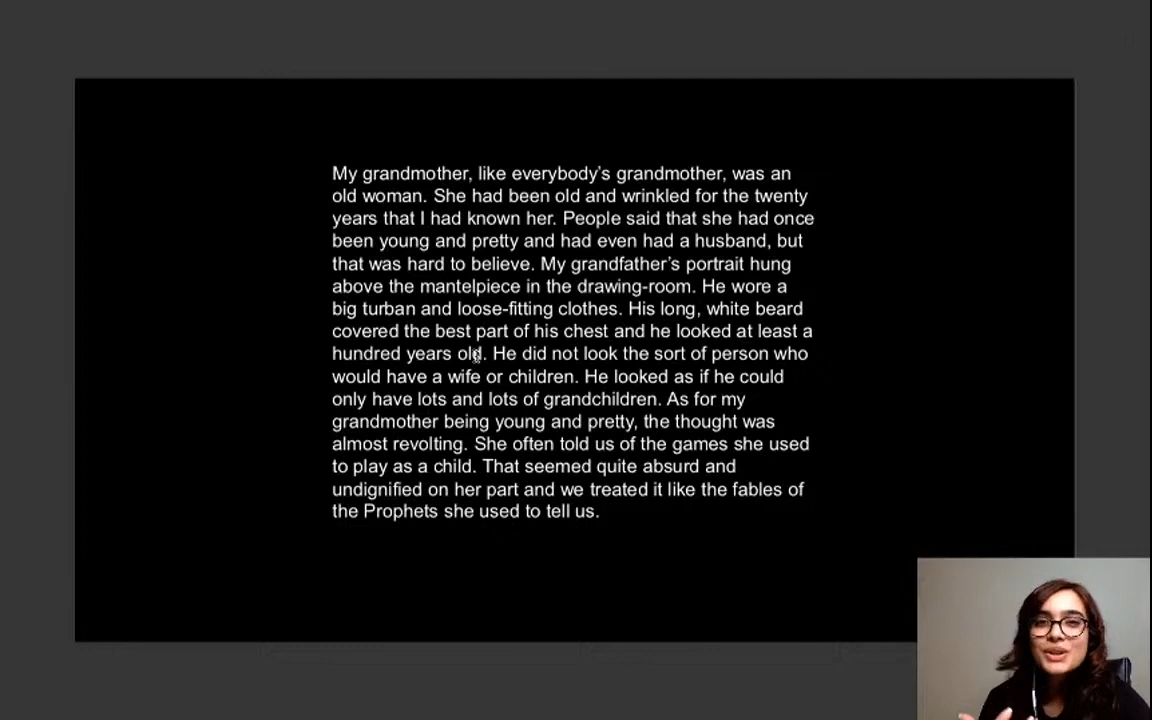 My grandmother, like everybody’s grandmother, was an
old woman. She had been old and wrinkled for the twenty
years that I had known her. People said that she had once
been young and pretty and had even had a husband, but
that was hard to believe. My grandfather’s portrait hung
above the mantelpiece in the drawing-room. He wore a
big turban and loose-fitting clothes. His long, white beard
covered the best part of his chest and he looked at least a
hundred years old. He did not look the sort of person who
would have a wife or children. He looked as if he could
only have lots and lots of grandchildren. As for my
grandmother being young and pretty, the thought was
almost revolting. She often told us of the games she used
to play as a child. That seemed quite absurd and
undignified on her part and we treated it like the fables of
the Prophets she used to tell us.